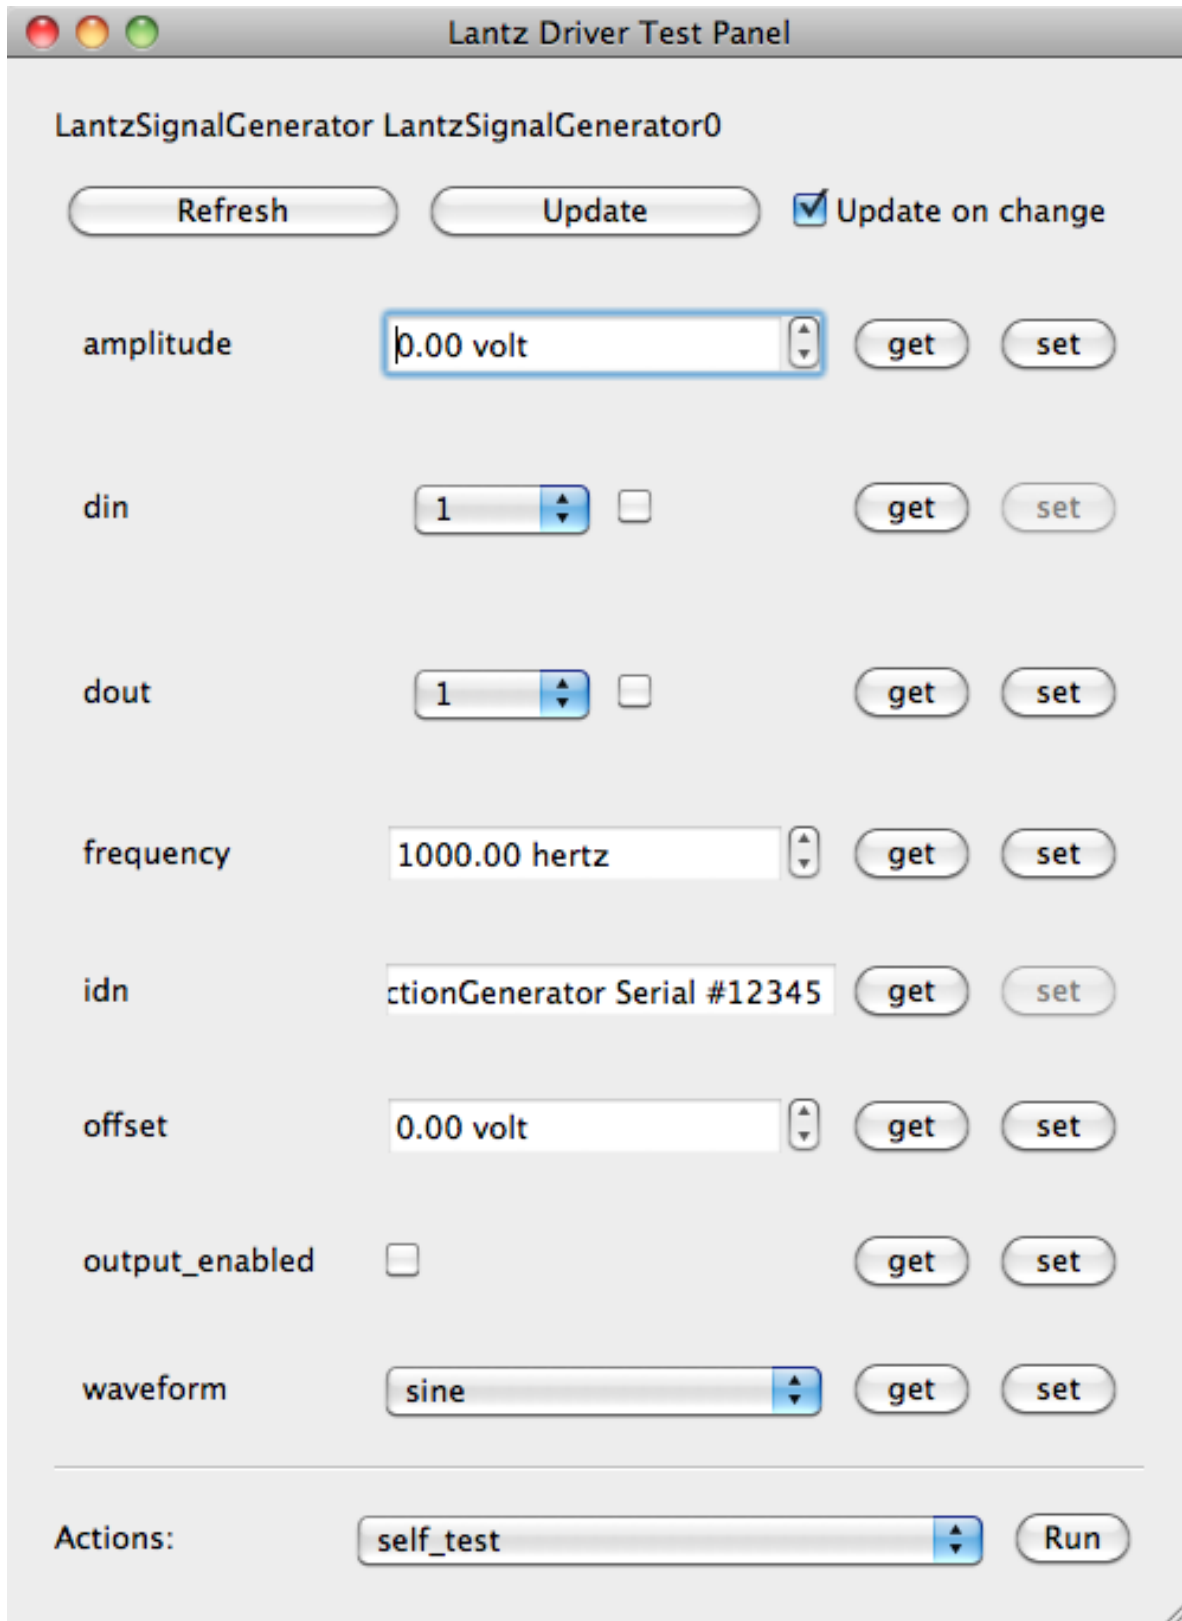 Lantz Driver Test Panel
LantzSignalGenerator LantzSignalGenerator0
Refresh Update Update on change
amplitude 0.00 volt get set
din 1 get set
dout 1 get set
frequency 1000.00 hertz get set
idn ctionGenerator Serial #12345 get set
offset 0.00 volt get set
output_enabled get set
waveform sine get set
Actions: self_test Run